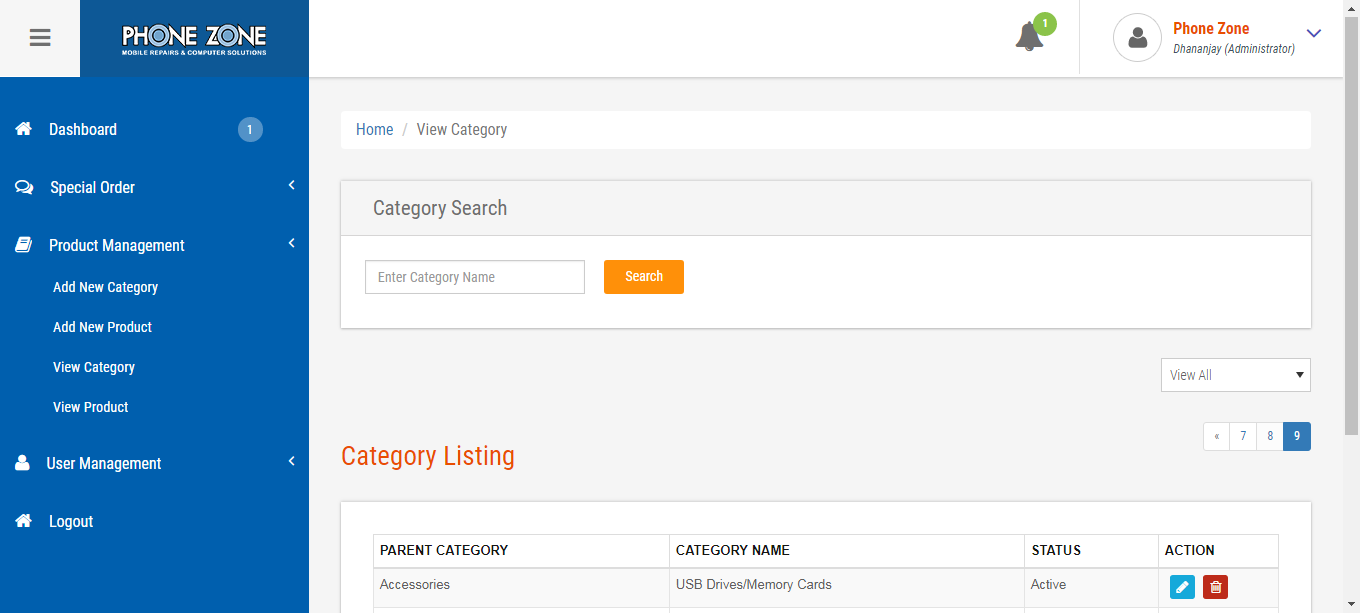 PHONE ZONE
MOBILE REPAIRS & COMPUTER SOLUTIONS
1
Phone Zone
Dhananjay (Administrator)
Dashboard 1
Special Order
Product Management
Add New Category
Add New Product
View Category
View Product
User Management
Logout
Home / View Category
Category Search
Enter Category Name Search
View All
« 7 8 9
Category Listing
PARENT CATEGORY CATEGORY NAME STATUS ACTION
Accessories USB Drives/Memory Cards Active